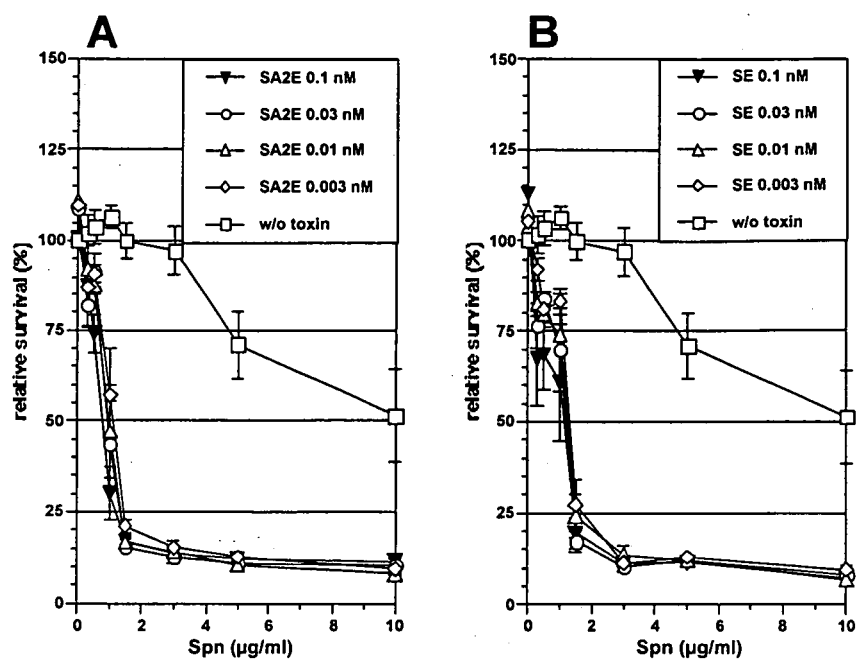 A
relative survival (%)
150
125
100
75
50
25
0
SA2E 0.1 nM
SA2E 0.03 nM
SA2E 0.01 nM
SA2E 0.003 nM
w/o toxin
0 2 4 6 8 10
Spn (µg/ml)
B
relative survival (%)
150
125
100
75
50
25
0
SE 0.1 nM
SE 0.03 nM
SE 0.01 nM
SE 0.003 nM
w/o toxin
0 2 4 6 8 10
Spn (µg/ml)